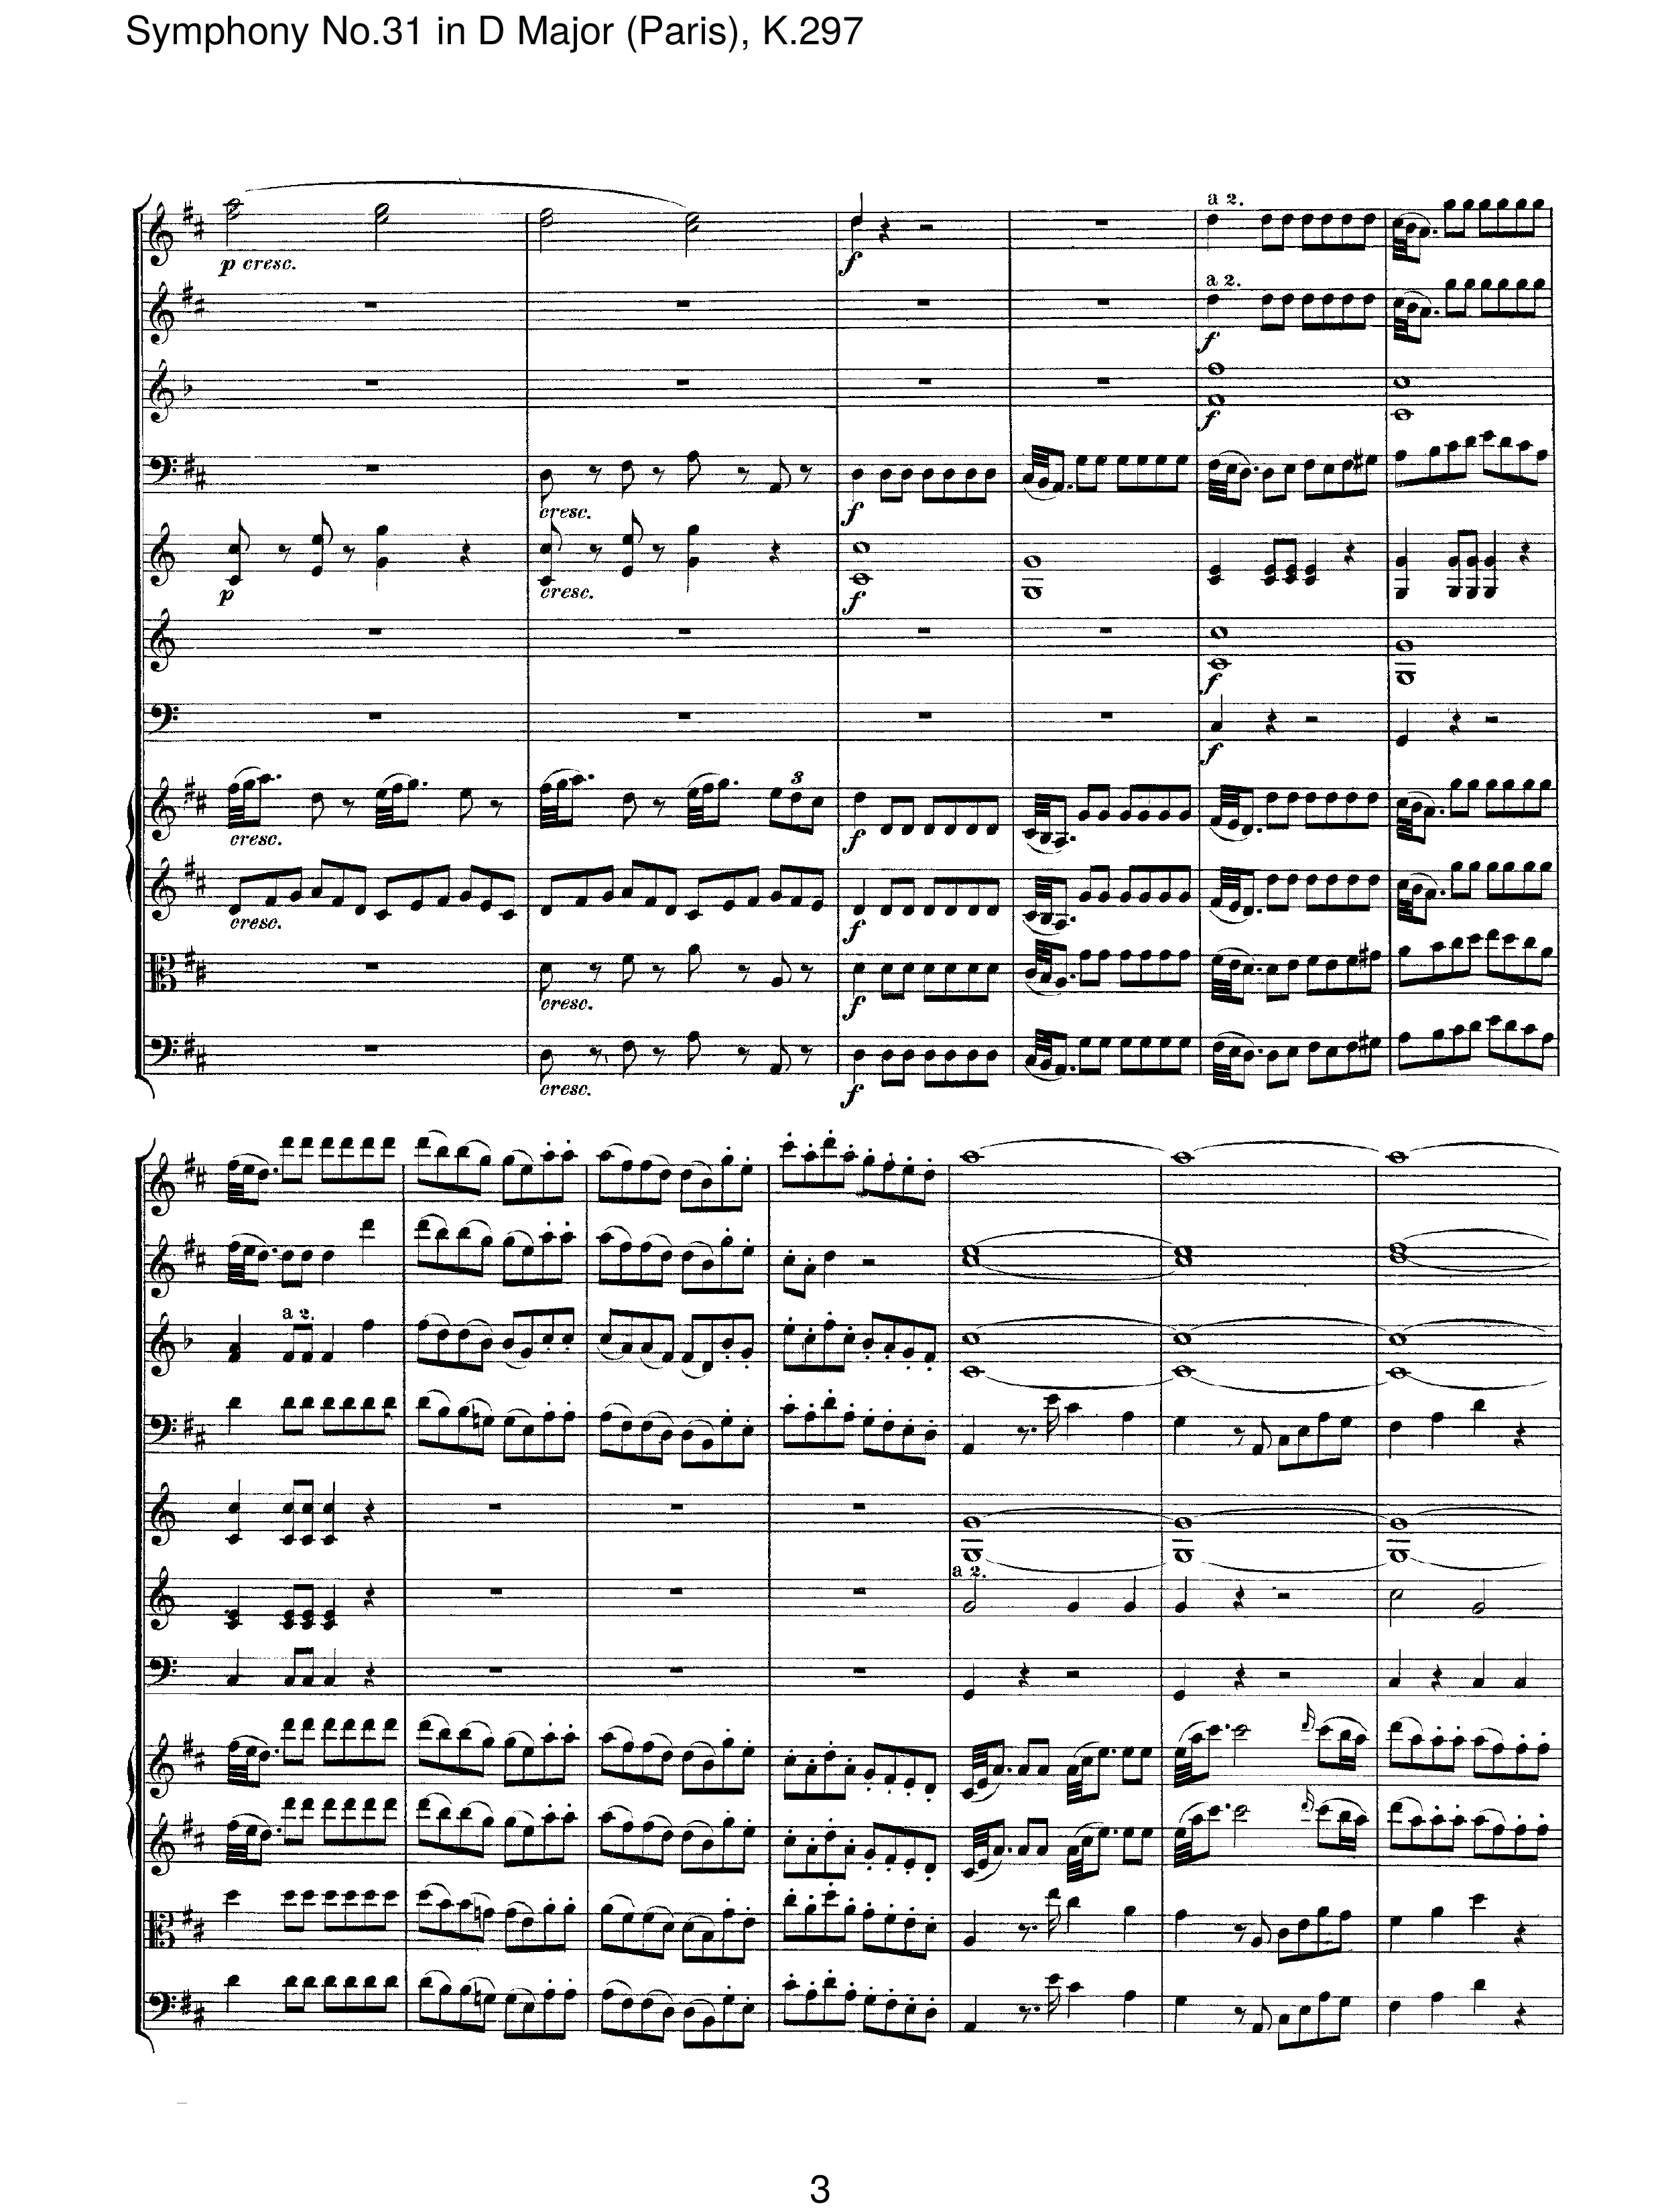 Symphony No.31 in D Major (Paris), K.297
a 2.
p cresc.
f
a 2.
f
f
cresc.
f
p
cresc.
f
f
f
3
cresc.
f
cresc.
f
cresc.
f
cresc.
f
a 2.
a 2.
3